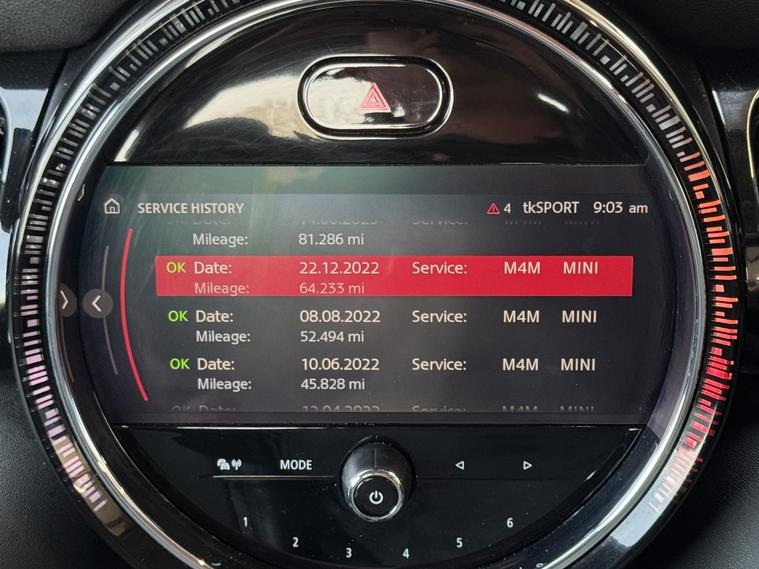 SERVICE HISTORY 4 tkSPORT 9:03 am
Mileage: 81.286 mi
OK Date: 22.12.2022 Service: M4M MINI
Mileage: 64.233 mi
OK Date: 08.08.2022 Service: M4M MINI
Mileage: 52.494 mi
OK Date: 10.06.2022 Service: M4M MINI
Mileage: 45.828 mi
MODE
1 2 3 4 5 6